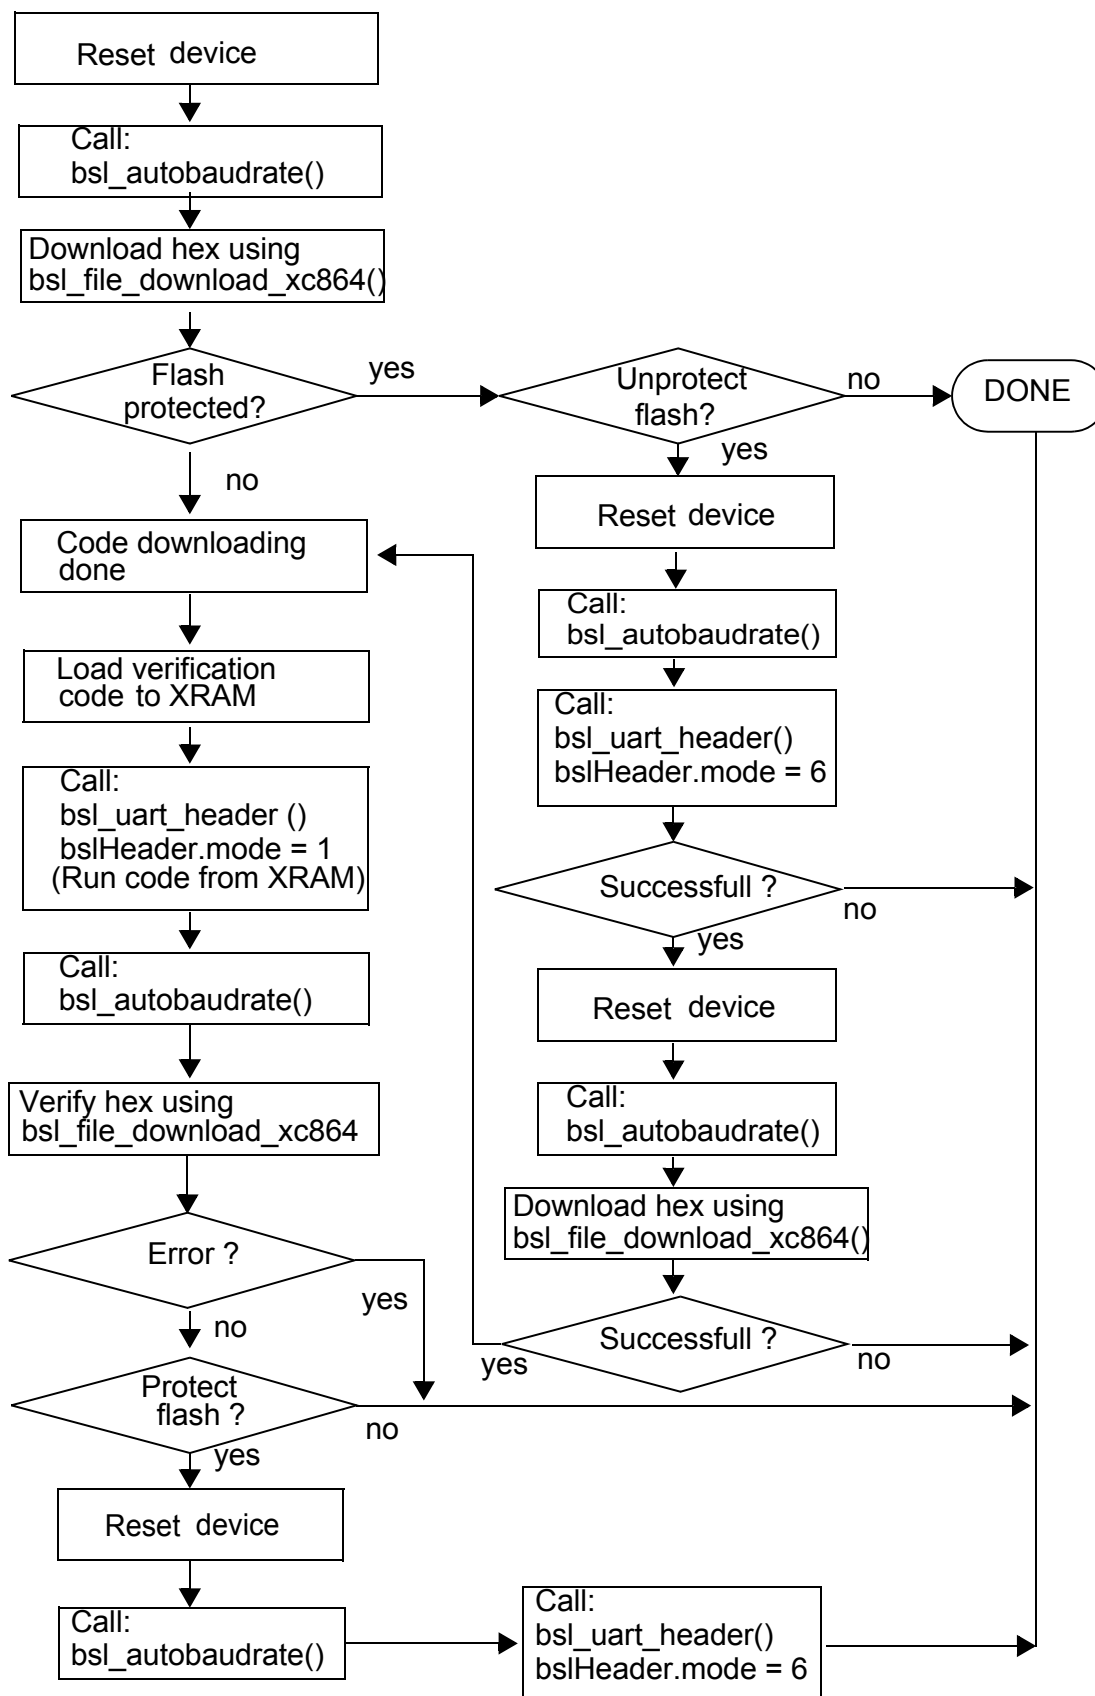 Reset device
Call:
bsl_autobaudrate()
Download hex using
bsl_file_download_xc864()
Flash
protected?
yes
no
Unprotect
flash?
no
yes
DONE
Code downloading
done
Load verification
code to XRAM
Call:
bsl_uart_header ()
bslHeader.mode = 1
(Run code from XRAM)
Call:
bsl_autobaudrate()
Verify hex using
bsl_file_download_xc864
Error ?
yes
no
Protect
flash ?
no
yes
Reset device
Call:
bsl_autobaudrate()
Call:
bsl_uart_header()
bslHeader.mode = 6
Reset device
Call:
bsl_autobaudrate()
Call:
bsl_uart_header()
bslHeader.mode = 6
Successfull ?
no
yes
Reset device
Call:
bsl_autobaudrate()
Download hex using
bsl_file_download_xc864()
Successfull ?
yes
no